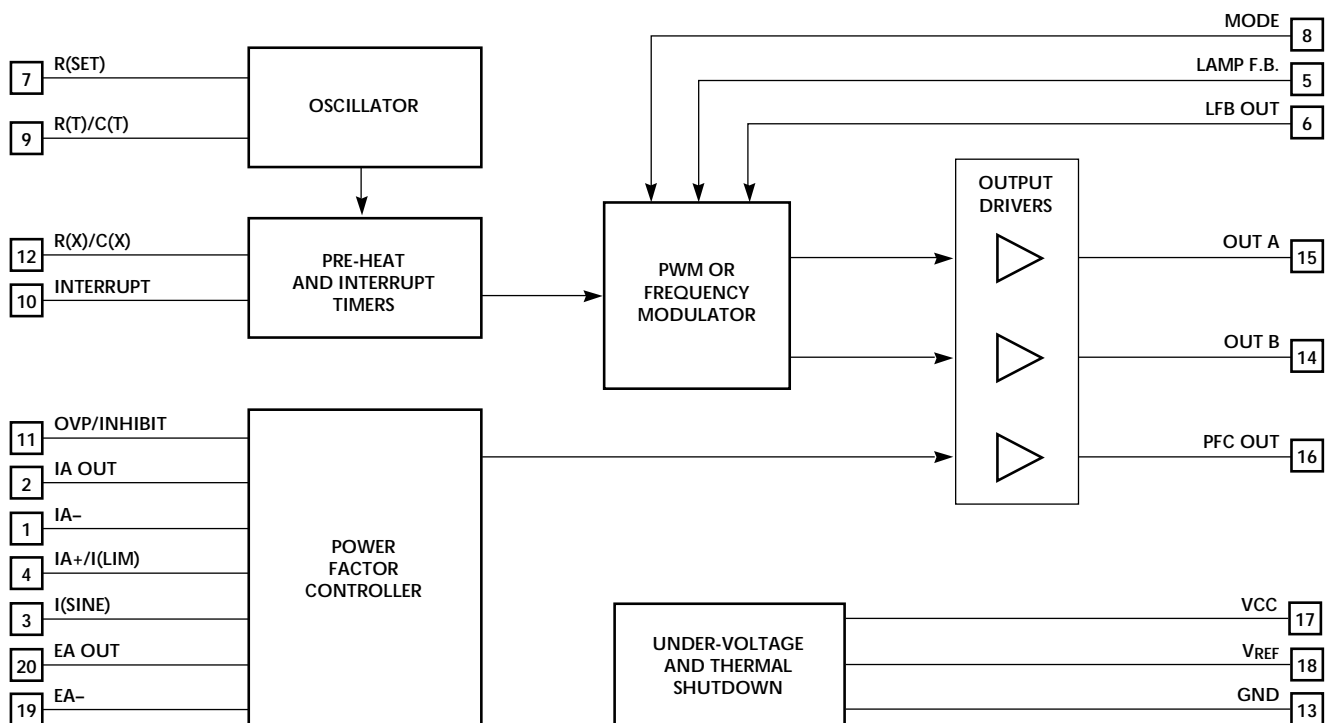 MODE
8
7
R(SET)
LAMP F.B.
5
OSCILLATOR
9
R(T)/C(T)
LFB OUT
6
OUTPUT
DRIVERS
12
R(X)/C(X)
10
INTERRUPT
PRE-HEAT
AND INTERRUPT
TIMERS
PWM OR
FREQUENCY
MODULATOR
OUT A
15
OUT B
14
PFC OUT
16
11
OVP/INHIBIT
2
IA OUT
1
IA–
4
IA+/I(LIM)
3
I(SINE)
20
EA OUT
19
EA–
POWER
FACTOR
CONTROLLER
UNDER-VOLTAGE
AND THERMAL
SHUTDOWN
VCC
17
VREF
18
GND
13